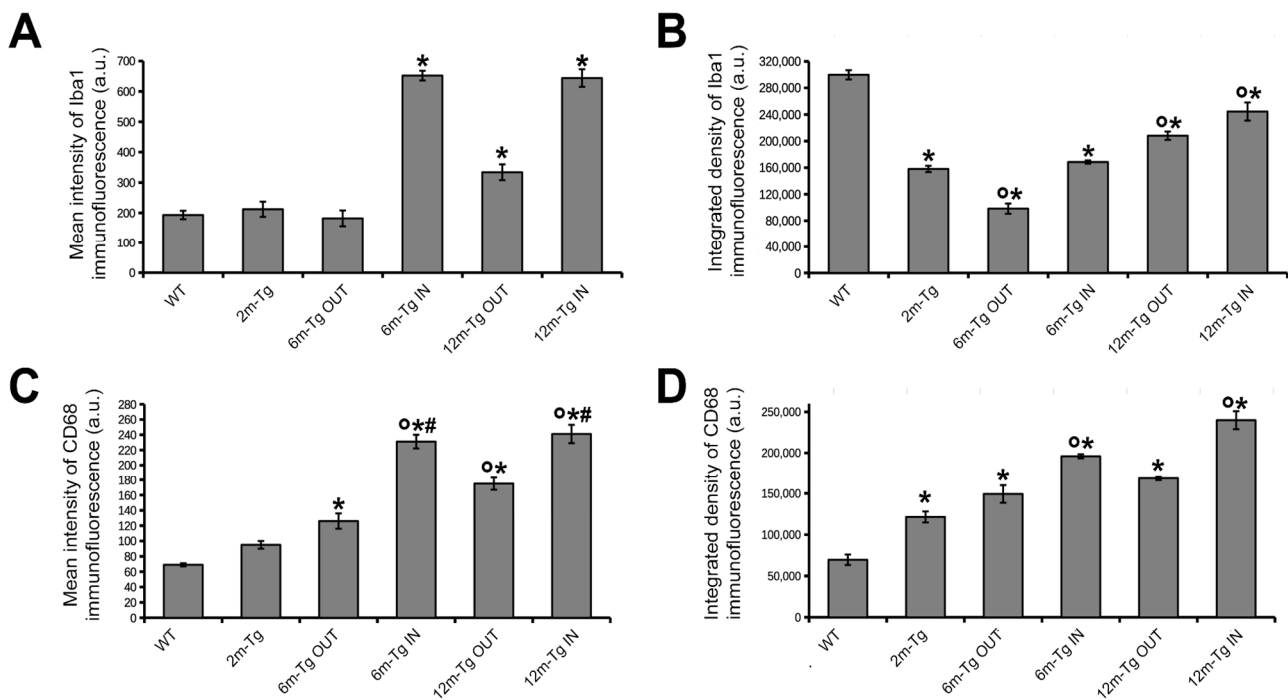 A
Mean intensity of Iba1
immunofluorescence (a.u.)
700
600
500
400
300
200
100
0
*
*
*
WT
2m-Tg
6m-Tg OUT
6m-Tg IN
12m-Tg OUT
12m-Tg IN
B
Integrated density of Iba1
immunofluorescence (a.u.)
320,000
280,000
240,000
200,000
160,000
120,000
80,000
40,000
0
*
o*
*
o*
o*
WT
2m-Tg
6m-Tg OUT
6m-Tg IN
12m-Tg OUT
12m-Tg IN
C
Mean intensity of CD68
immunofluorescence (a.u.)
280
260
240
220
200
180
160
140
120
100
80
60
40
20
0
*
o*#
o*
o*#
WT
2m-Tg
6m-Tg OUT
6m-Tg IN
12m-Tg OUT
12m-Tg IN
D
Integrated density of CD68
immunofluorescence (a.u.)
250,000
200,000
150,000
100,000
50,000
0
*
*
o*
*
o*
WT
2m-Tg
6m-Tg OUT
6m-Tg IN
12m-Tg OUT
12m-Tg IN